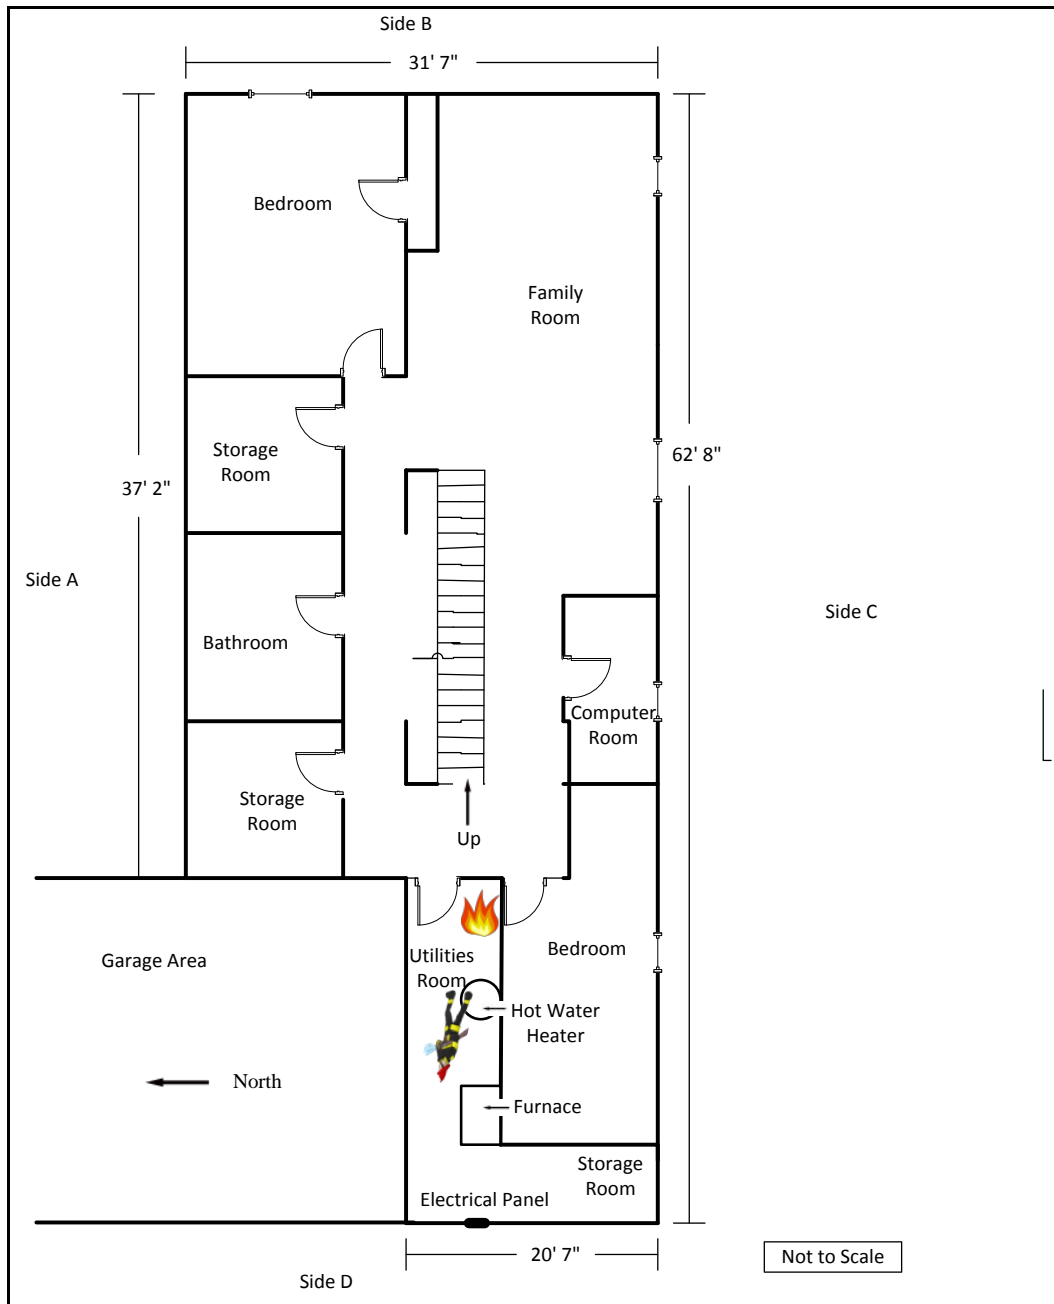 Side B
31' 7"
Bedroom
Family
Room
Storage
Room
37' 2"
62' 8"
Side A
Side C
Bathroom
Computer
Room
Storage
Room
Up
Garage Area
Utilities
Room
Bedroom
Hot Water
Heater
North
Furnace
Storage
Room
Electrical Panel
20' 7"
Not to Scale
Side D